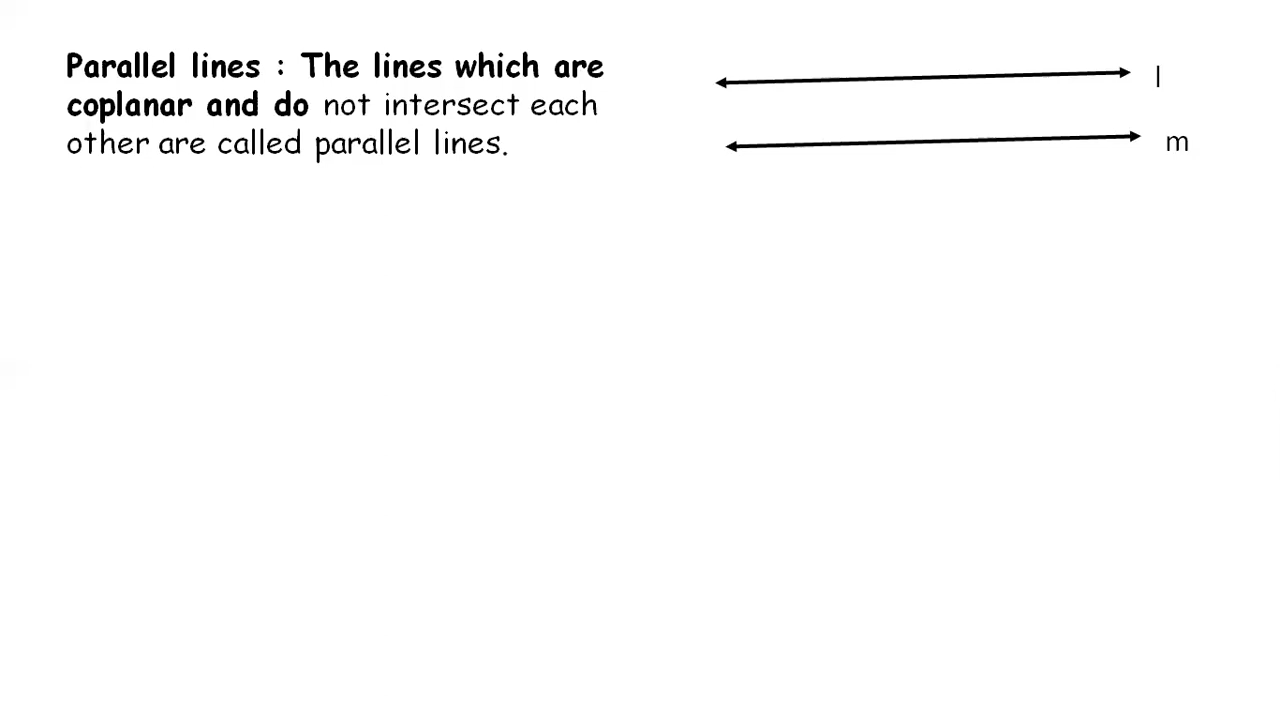 Parallel lines : The lines which are
coplanar and do not intersect each
other are called parallel lines.
l
m